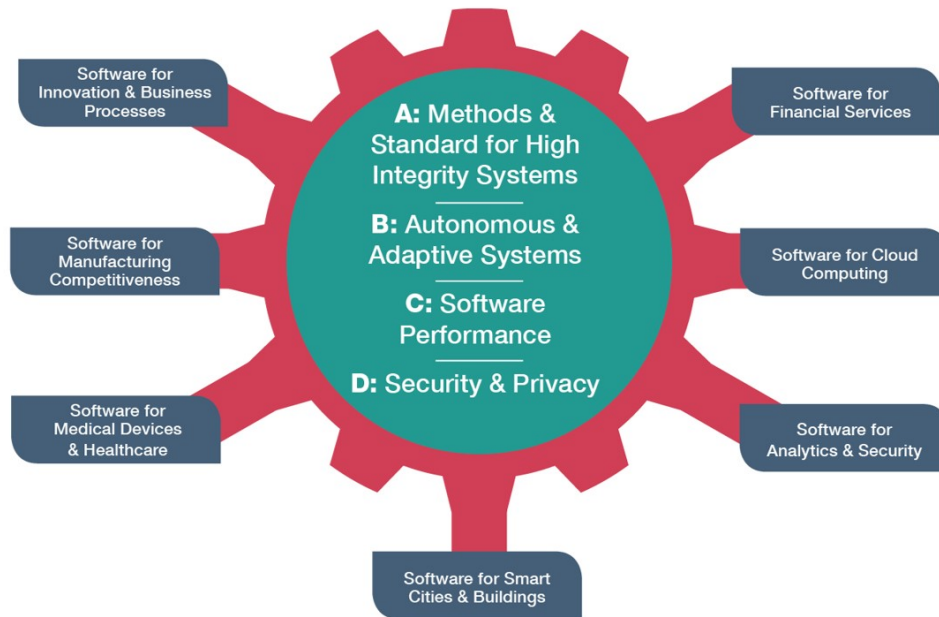 Software for
Innovation & Business
Processes
Software for
Financial Services
A: Methods &
Standard for High
Integrity Systems
B: Autonomous &
Adaptive Systems
C: Software
Performance
D: Security & Privacy
Software for
Manufacturing
Competitiveness
Software for Cloud
Computing
Software for
Medical Devices
& Healthcare
Software for
Analytics & Security
Software for Smart
Cities & Buildings